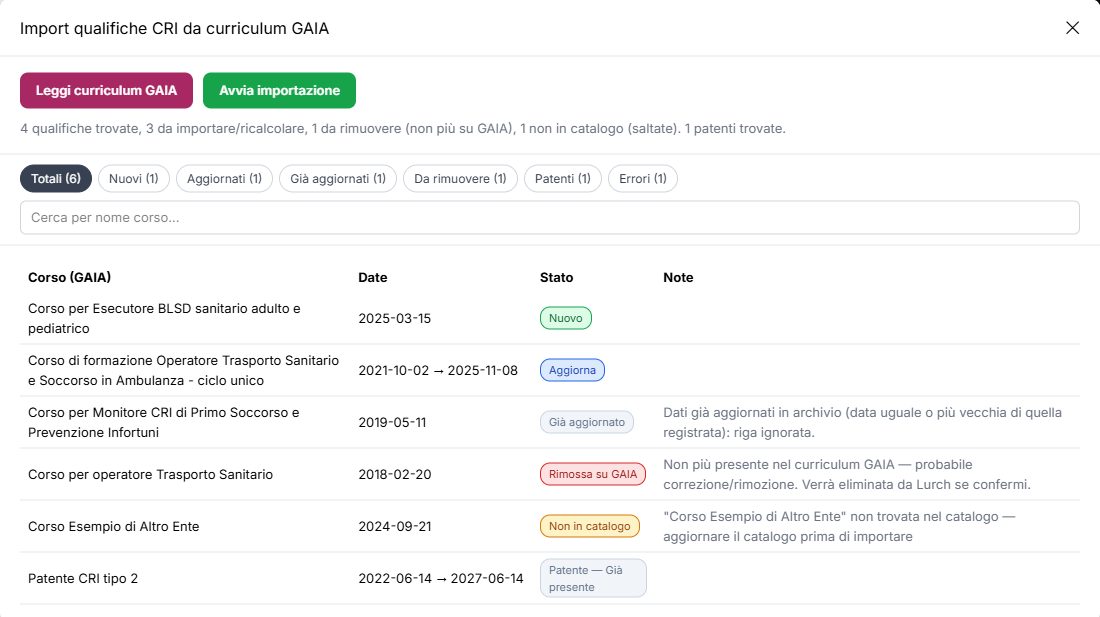 Import qualifiche CRI da curriculum GAIA
Leggi curriculum GAIA
Avvia importazione
4 qualifiche trovate, 3 da importare/ricalcolare, 1 da rimuovere (non più su GAIA), 1 non in catalogo (saltate). 1 patenti trovate.
Totali (6)
Nuovi (1)
Aggiornati (1)
Già aggiornati (1)
Da rimuovere (1)
Patenti (1)
Errori (1)
Cerca per nome corso...
Corso (GAIA)
Date
Stato
Note
Corso per Esecutore BLSD sanitario adulto e
pediatrico
2025-03-15
Nuovo
Corso di formazione Operatore Trasporto Sanitario
e Soccorso in Ambulanza - ciclo unico
2021-10-02 → 2025-11-08
Aggiorna
Corso per Monitore CRI di Primo Soccorso e
Prevenzione Infortuni
2019-05-11
Già aggiornato
Dati già aggiornati in archivio (data uguale o più vecchia di quella
registrata): riga ignorata.
Corso per operatore Trasporto Sanitario
2018-02-20
Rimossa su GAIA
Non più presente nel curriculum GAIA — probabile
correzione/rimozione. Verrà eliminata da Lurch se confermi.
Corso Esempio di Altro Ente
2024-09-21
Non in catalogo
"Corso Esempio di Altro Ente" non trovata nel catalogo —
aggiornare il catalogo prima di importare
Patente CRI tipo 2
2022-06-14 → 2027-06-14
Patente — Già
presente